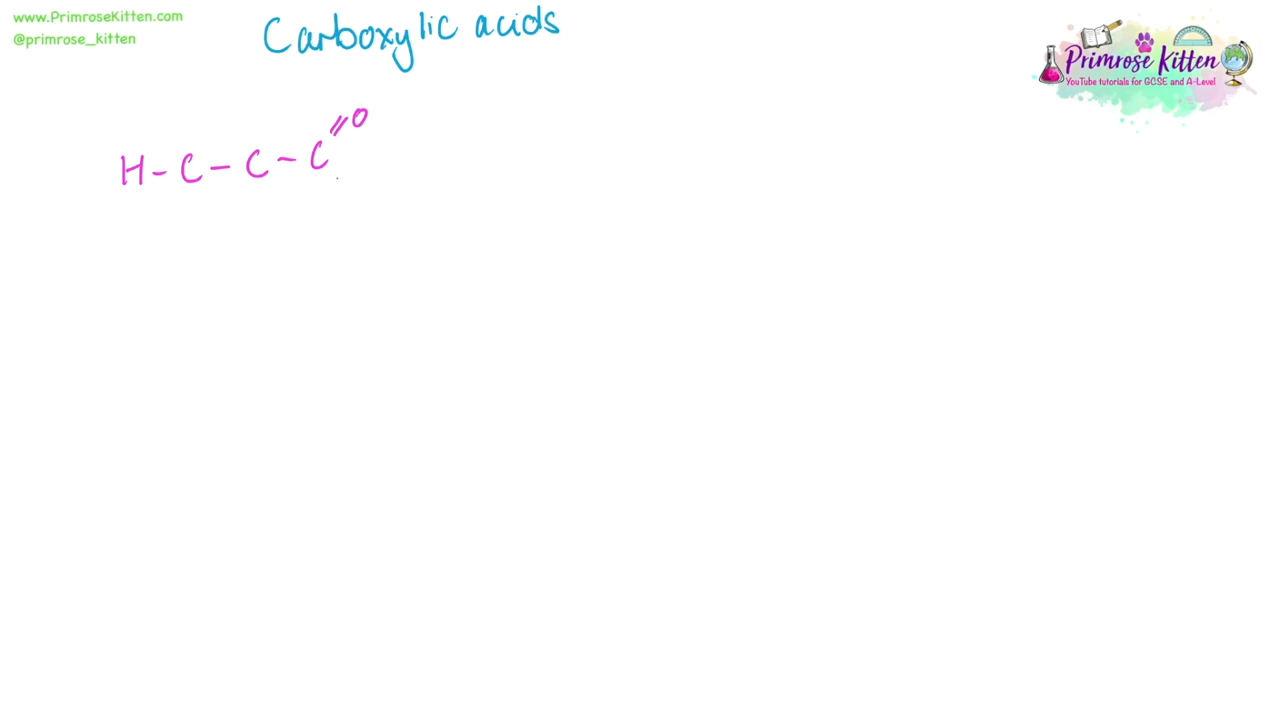 www.PrimroseKitten.com
@primrose_kitten
Carboxylic acids
Primrose Kitten
YouTube tutorials for GCSE and A-Level
H-C-C-C=O